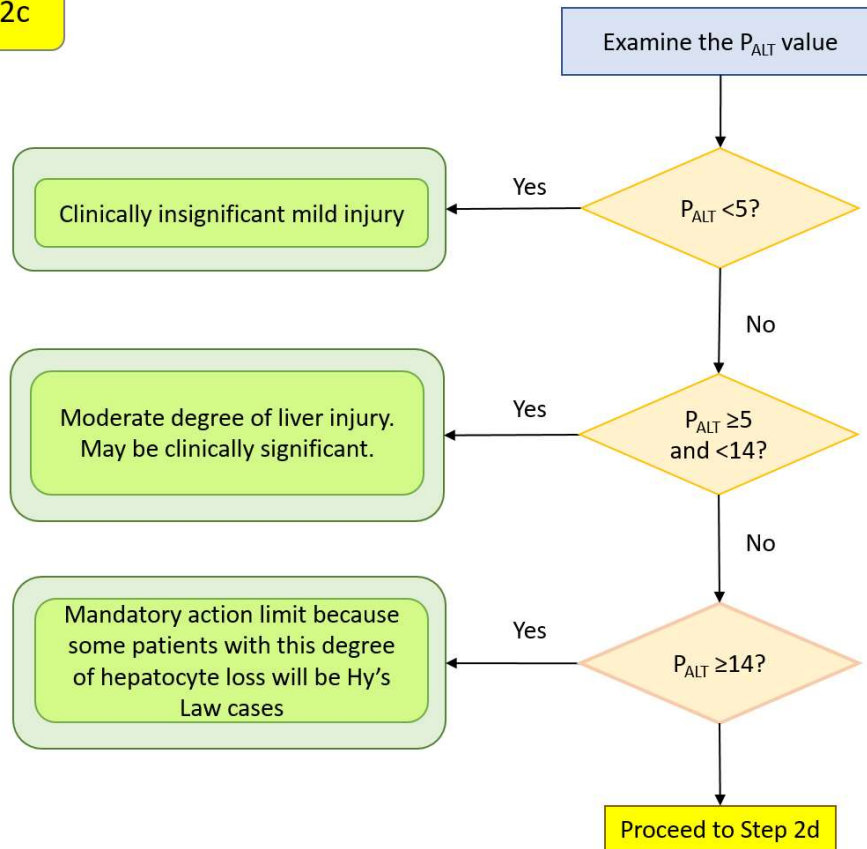 2c
Examine the PALT value
Yes
Clinically insignificant mild injury
PALT <5?
No
Yes
Moderate degree of liver injury.
May be clinically significant.
PALT ≥5
and <14?
No
Yes
Mandatory action limit because
some patients with this degree
of hepatocyte loss will be Hy’s
Law cases
PALT ≥14?
Proceed to Step 2d